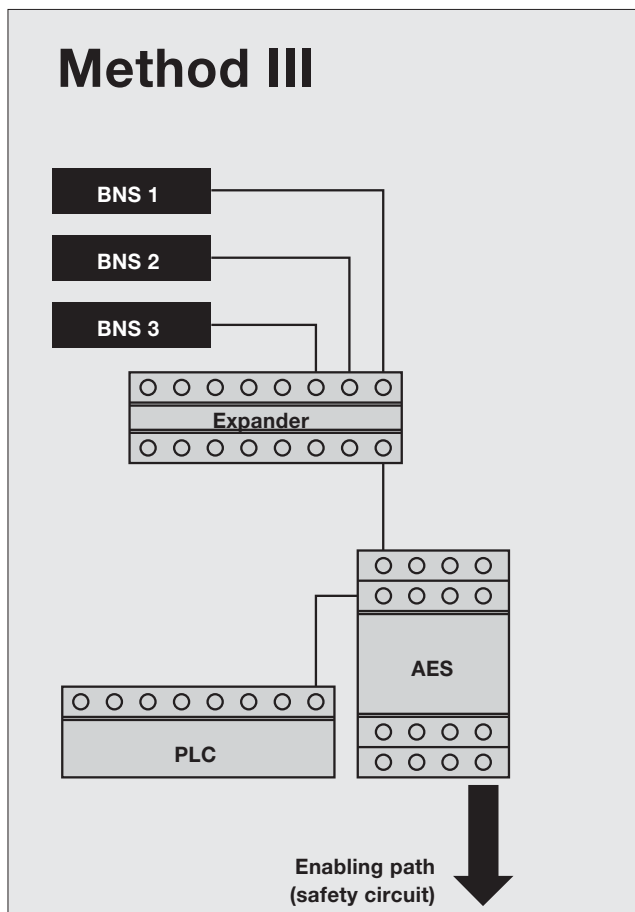 Method III
BNS 1
BNS 2
BNS 3
Expander
AES
PLC
Enabling path
(safety circuit)